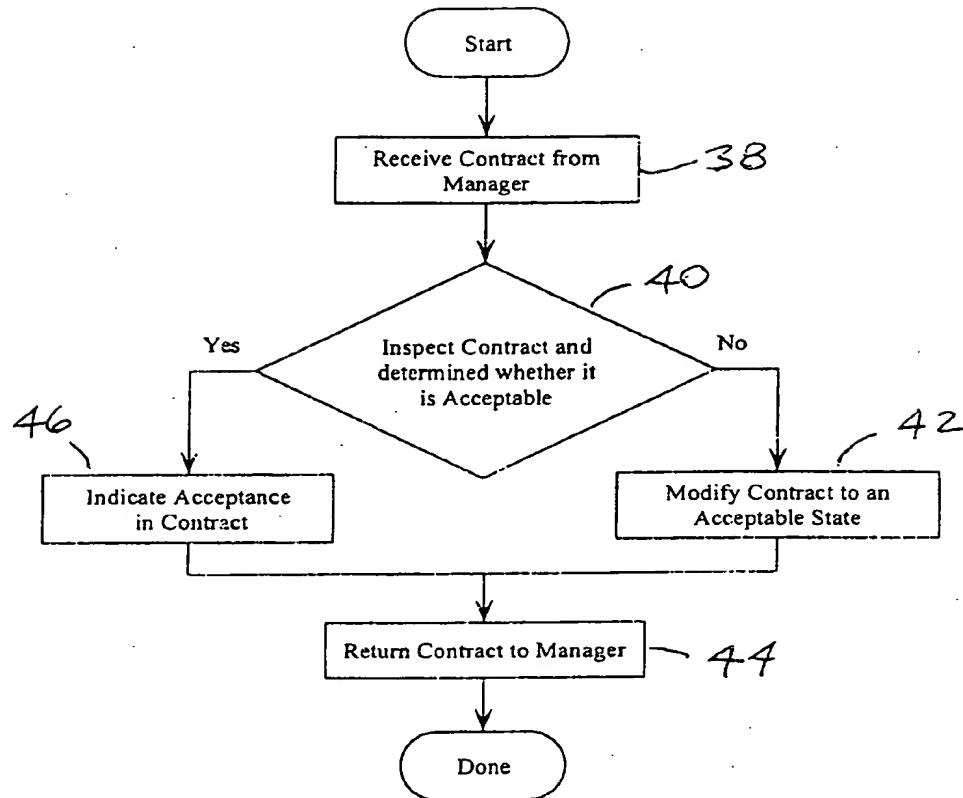 Start
Receive Contract from
Manager
38
40
Yes
Inspect Contract and
determined whether it
is Acceptable
No
46
42
Indicate Acceptance
in Contract
Modify Contract to an
Acceptable State
Return Contract to Manager
44
Done